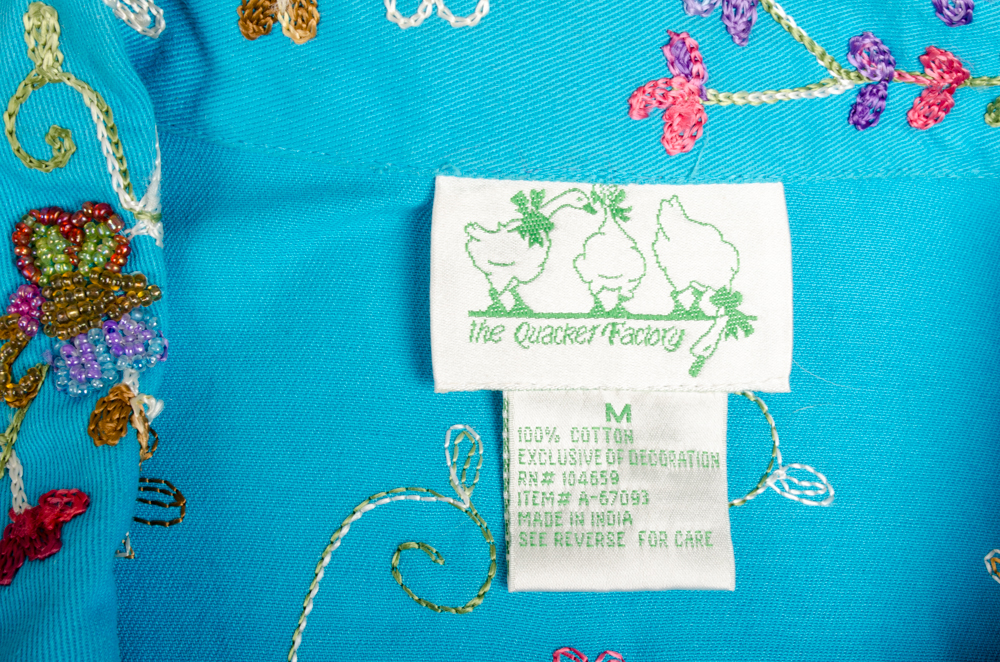 the Quacker Factory
M
100% COTTON
EXCLUSIVE OF DECORATION
RN# 104659
ITEM# A-67093
MADE IN INDIA
SEE REVERSE FOR CARE